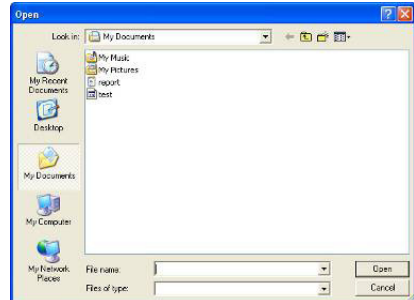 Open
Look in:
My Documents
My Recent
Documents
Desktop
My Documents
My Computer
My Network
Places
My Music
My Pictures
report
test
File name:
Open
Files of type:
Cancel